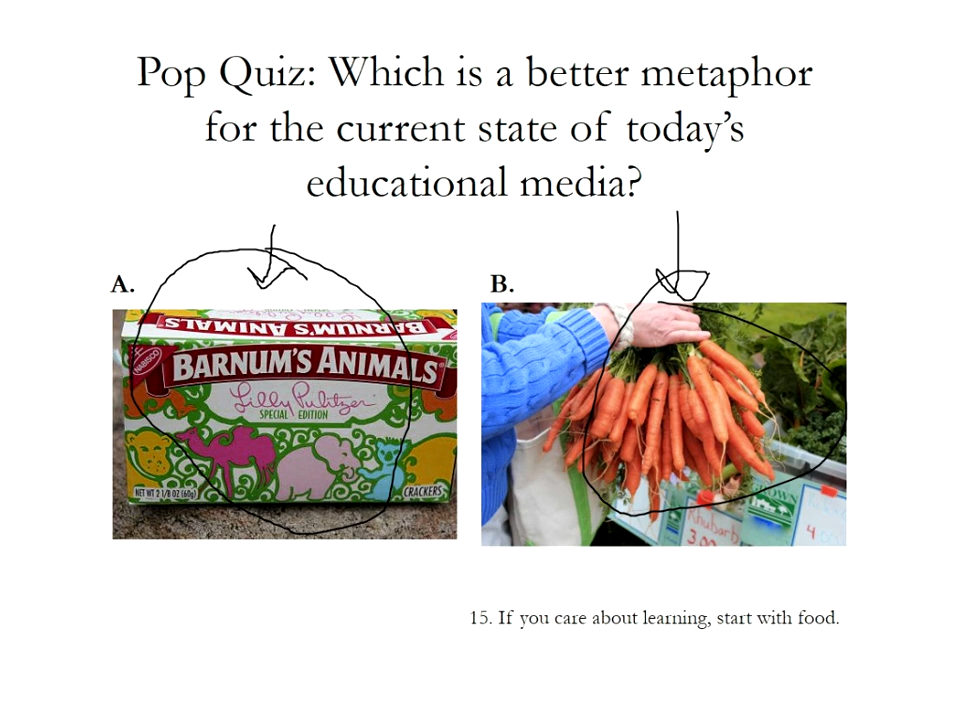 Pop Quiz: Which is a better metaphor
for the current state of today's
educational media?
A.
B.
BARNUM'S ANIMALS
NABISCO
BARNUM'S ANIMALS
Lilly Pulitzer
SPECIAL EDITION
NET WT 2 1/8 OZ (60g)
CRACKERS
Rhubarb
3.00
OWN
4
15. If you care about learning, start with food.